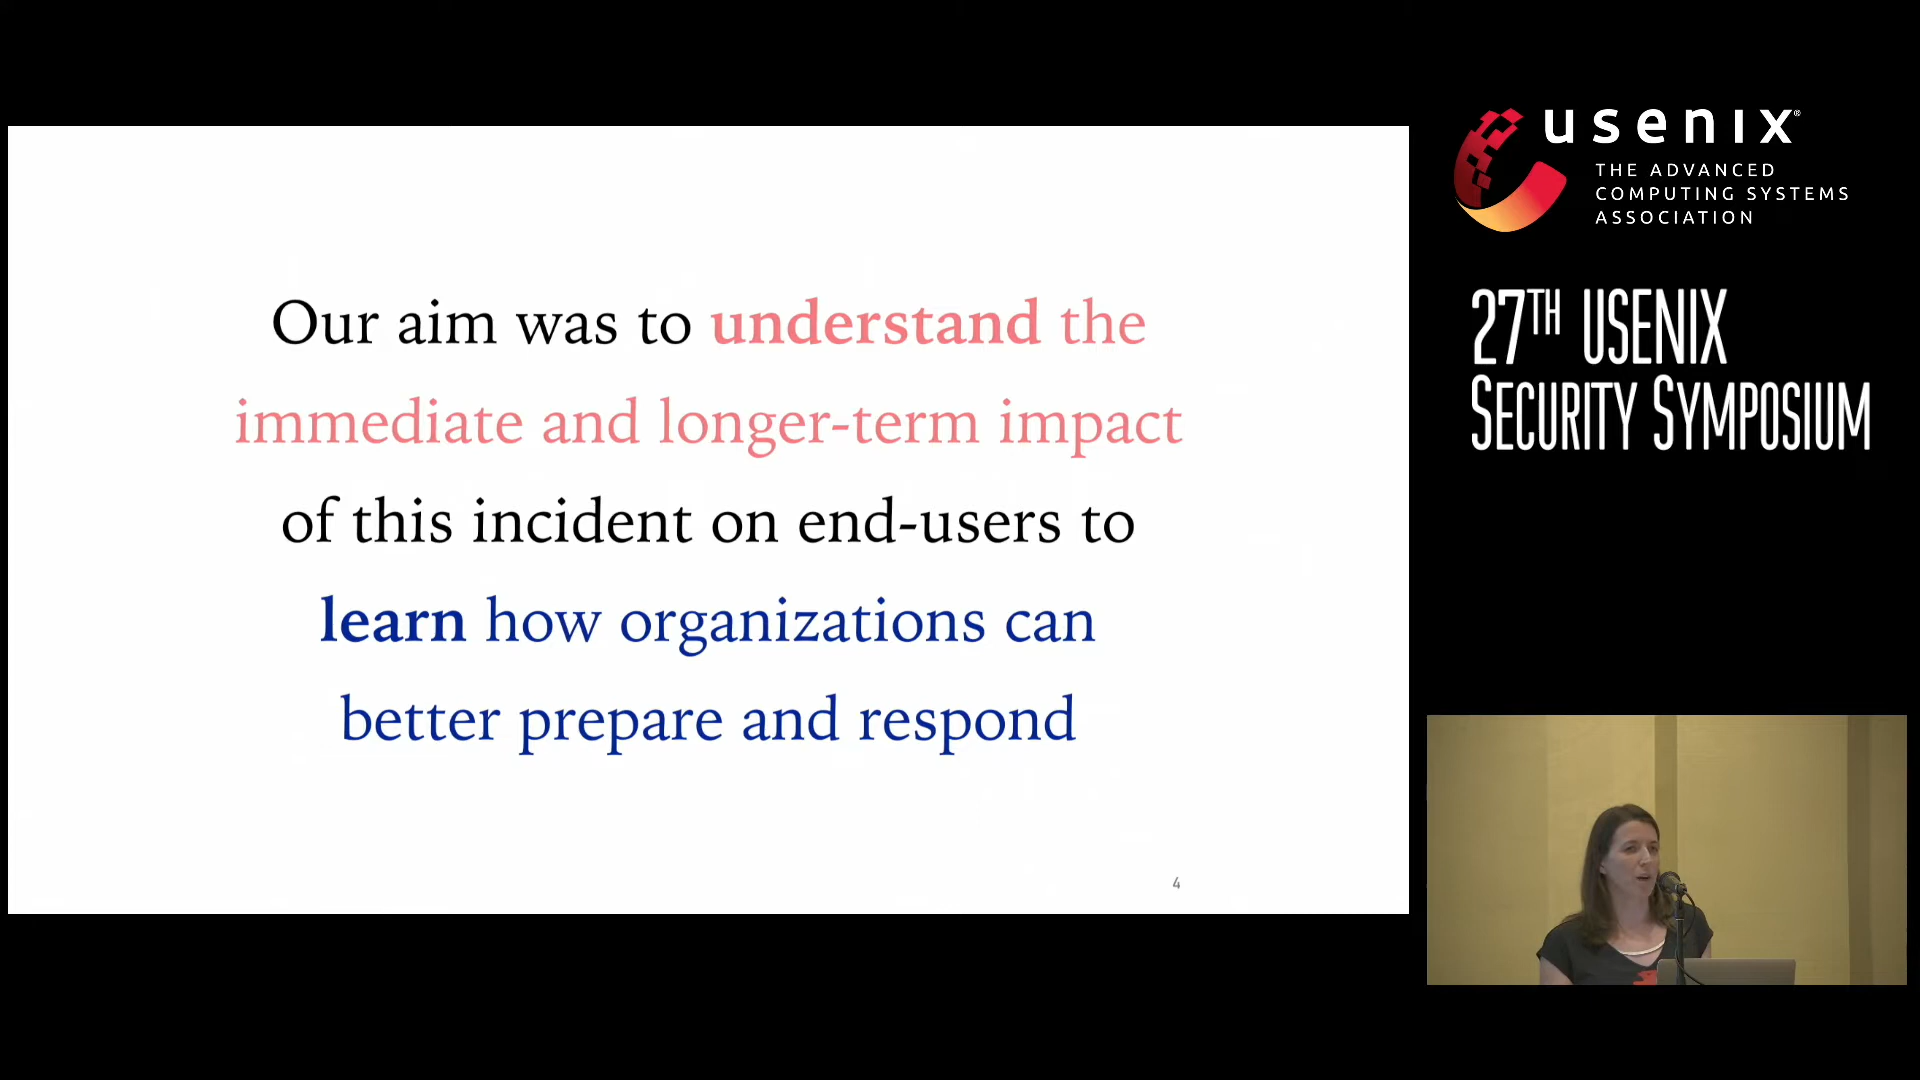 Our aim was to understand the
immediate and longer-term impact
of this incident on end-users to
learn how organizations can
better prepare and respond
4
usenix®
THE ADVANCED
COMPUTING SYSTEMS
ASSOCIATION
27TH USENIX
SECURITY SYMPOSIUM